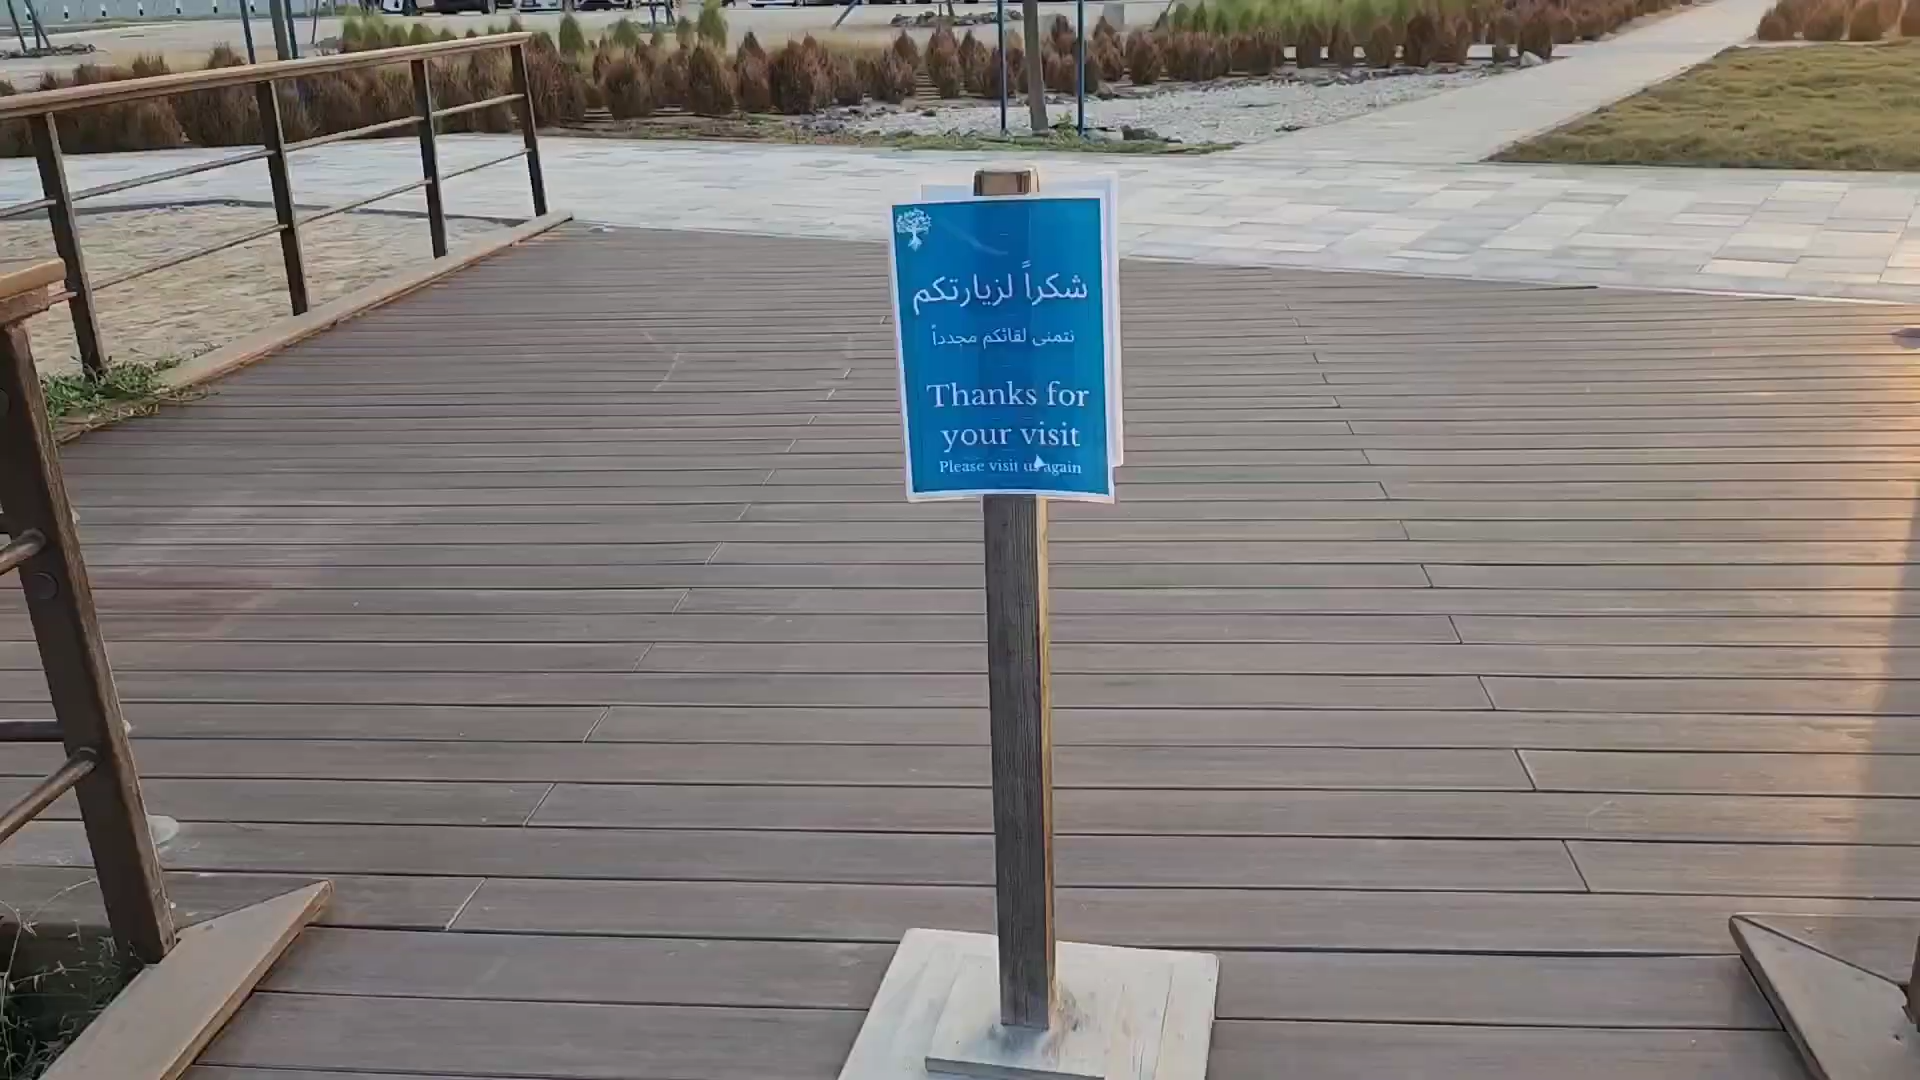 شكراً لزيارتكم
نتمنى لقائكم مجدداً
Thanks for
your visit
Please visit us again